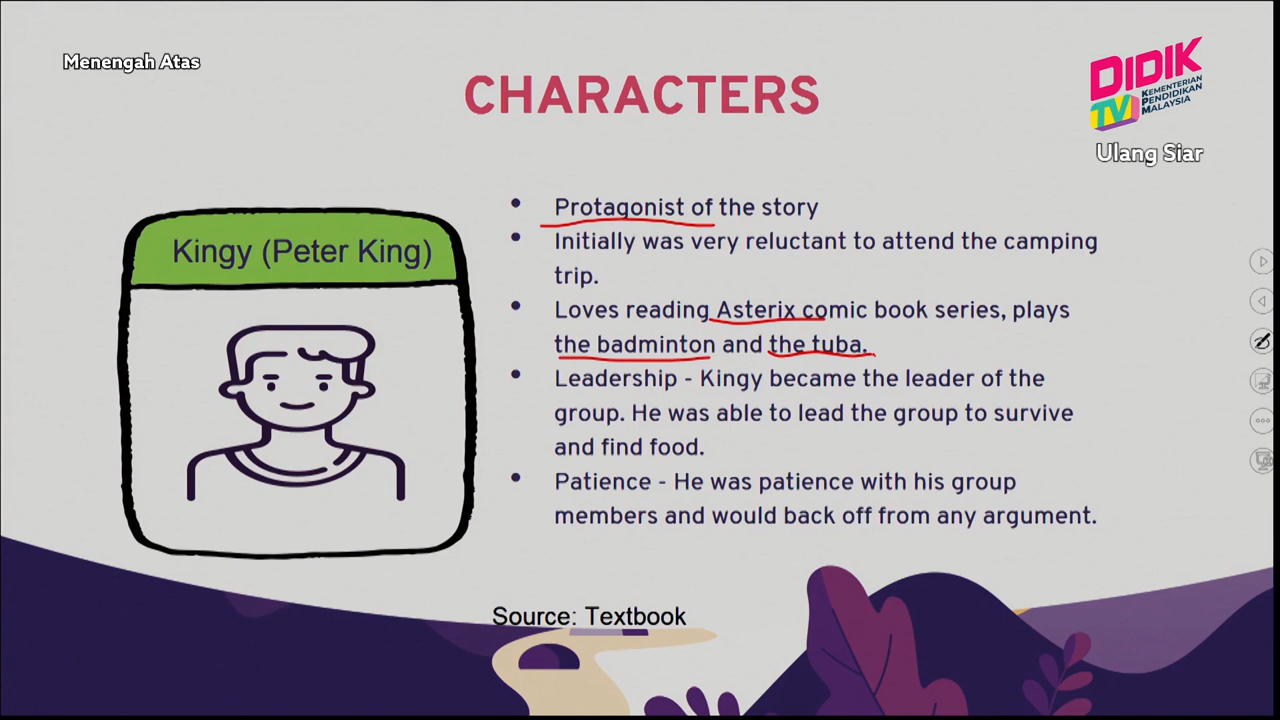 Menengah Atas
CHARACTERS
DIDIK
TV
KEMENTERIAN
PENDIDIKAN
MALAYSIA
Ulang Siar
Kingy (Peter King)
• Protagonist of the story
• Initially was very reluctant to attend the camping
trip.
• Loves reading Asterix comic book series, plays
the badminton and the tuba.
• Leadership - Kingy became the leader of the
group. He was able to lead the group to survive
and find food.
• Patience - He was patience with his group
members and would back off from any argument.
Source: Textbook